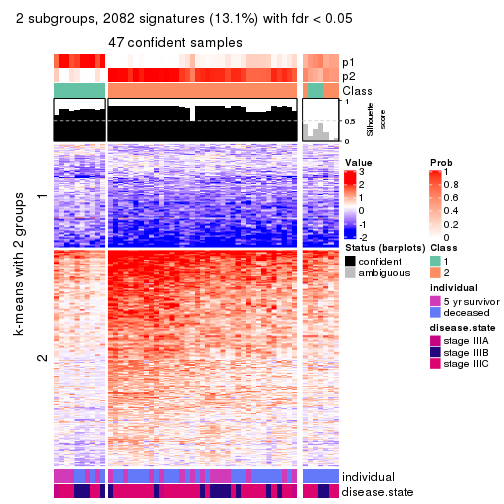 2 subgroups, 2082 signatures (13.1%) with fdr < 0.05
47 confident samples
p1
p2
Class
1
0.5
0
Silhouette
score
k-means with 2 groups
1
2
individual
disease.state
Value
3
2
1
0
-1
-2
Prob
1
0.8
0.6
0.4
0.2
0
Status (barplots)
confident
ambiguous
Class
1
2
individual
5 yr survivor
deceased
disease.state
stage IIIA
stage IIIB
stage IIIC